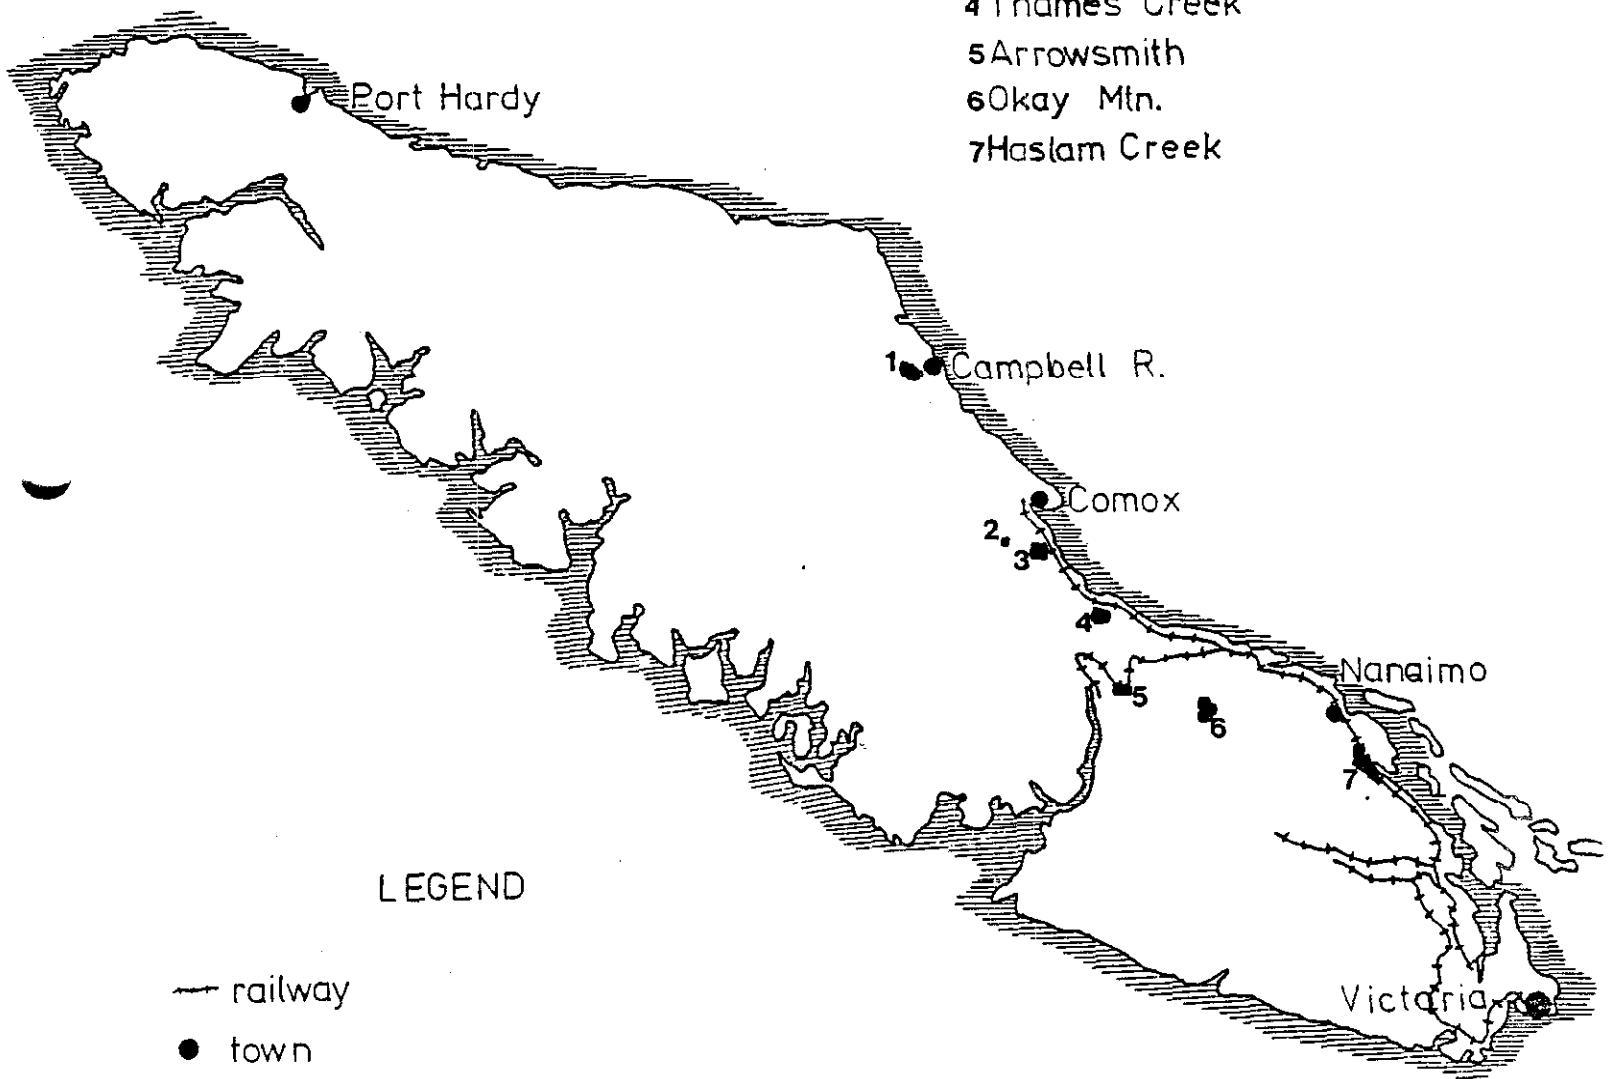 4 Thames Creek
5 Arrowsmith
6 Okay Mtn.
7 Haslam Creek
Port Hardy
1
Campbell R.
Comox
2
3
4
Nanaimo
5
6
7
LEGEND
railway
Victoria
town